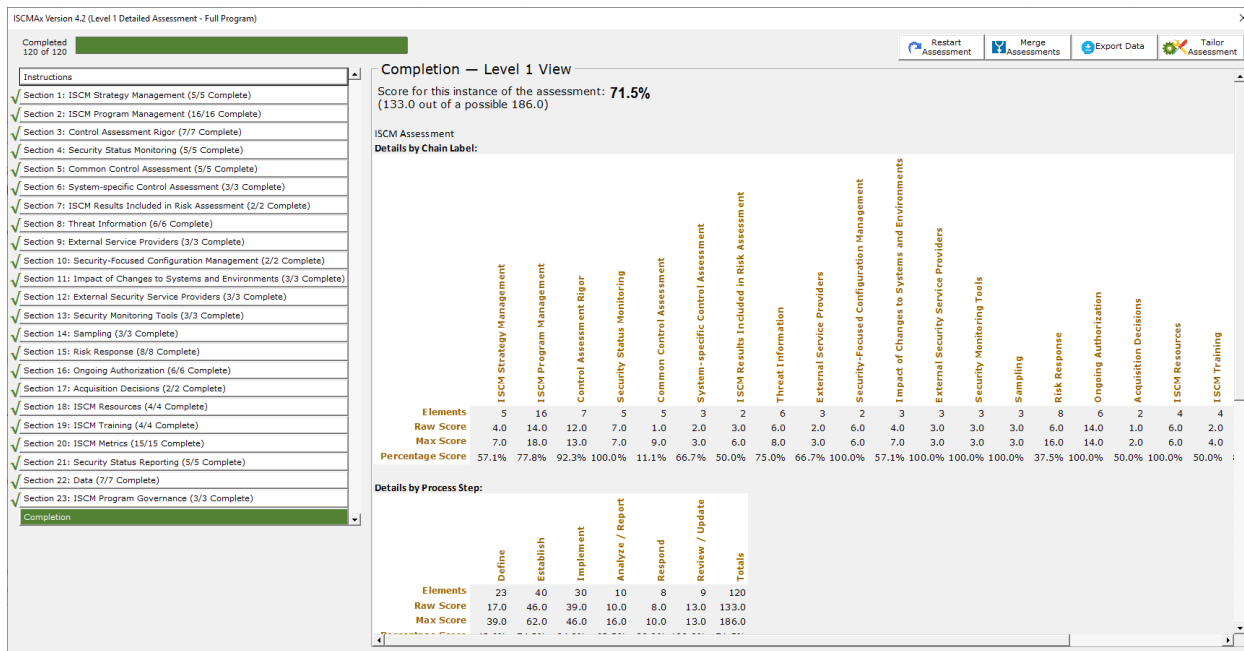 ISCMAx Version 4.2 (Level 1 Detailed Assessment - Full Program)
Completed
120 of 120
Restart
Assessment
Merge
Assessments
Export Data
Tailor
Assessment
Instructions
Section 1: ISCM Strategy Management (5/5 Complete)
Section 2: ISCM Program Management (16/16 Complete)
Section 3: Control Assessment Rigor (7/7 Complete)
Section 4: Security Status Monitoring (5/5 Complete)
Section 5: Common Control Assessment (5/5 Complete)
Section 6: System-specific Control Assessment (3/3 Complete)
Section 7: ISCM Results Included in Risk Assessment (2/2 Complete)
Section 8: Threat Information (6/6 Complete)
Section 9: External Service Providers (3/3 Complete)
Section 10: Security-Focused Configuration Management (2/2 Complete)
Section 11: Impact of Changes to Systems and Environments (3/3 Complete)
Section 12: External Security Service Providers (3/3 Complete)
Section 13: Security Monitoring Tools (3/3 Complete)
Section 14: Sampling (3/3 Complete)
Section 15: Risk Response (8/8 Complete)
Section 16: Ongoing Authorization (6/6 Complete)
Section 17: Acquisition Decisions (2/2 Complete)
Section 18: ISCM Resources (4/4 Complete)
Section 19: ISCM Training (4/4 Complete)
Section 20: ISCM Metrics (15/15 Complete)
Section 21: Security Status Reporting (5/5 Complete)
Section 22: Data (7/7 Complete)
Section 23: ISCM Program Governance (3/3 Complete)
Completion
Completion — Level 1 View
Score for this instance of the assessment: 71.5%
(133.0 out of a possible 186.0)
ISCM Assessment
Details by Chain Label:
ISCM Strategy Management
ISCM Program Management
Control Assessment Rigor
Security Status Monitoring
Common Control Assessment
System-specific Control Assessment
ISCM Results Included in Risk Assessment
Threat Information
External Service Providers
Security-Focused Configuration Management
Impact of Changes to Systems and Environments
External Security Service Providers
Security Monitoring Tools
Sampling
Risk Response
Ongoing Authorization
Acquisition Decisions
ISCM Resources
ISCM Training
Elements 5 16 7 5 5 3 2 6 3 2 3 3 3 3 8 6 2 4 4
Raw Score 4.0 14.0 12.0 7.0 1.0 2.0 3.0 6.0 2.0 6.0 4.0 3.0 3.0 3.0 6.0 14.0 1.0 6.0 2.0
Max Score 7.0 18.0 13.0 7.0 9.0 3.0 6.0 8.0 3.0 6.0 7.0 3.0 3.0 3.0 16.0 14.0 2.0 6.0 4.0
Percentage Score 57.1% 77.8% 92.3% 100.0% 11.1% 66.7% 50.0% 75.0% 66.7% 100.0% 57.1% 100.0% 100.0% 100.0% 37.5% 100.0% 50.0% 100.0% 50.0%
Details by Process Step:
Define
Establish
Implement
Analyze / Report
Respond
Review / Update
Totals
Elements 23 40 30 10 8 9 120
Raw Score 17.0 46.0 39.0 10.0 8.0 13.0 133.0
Max Score 39.0 62.0 46.0 16.0 10.0 13.0 186.0